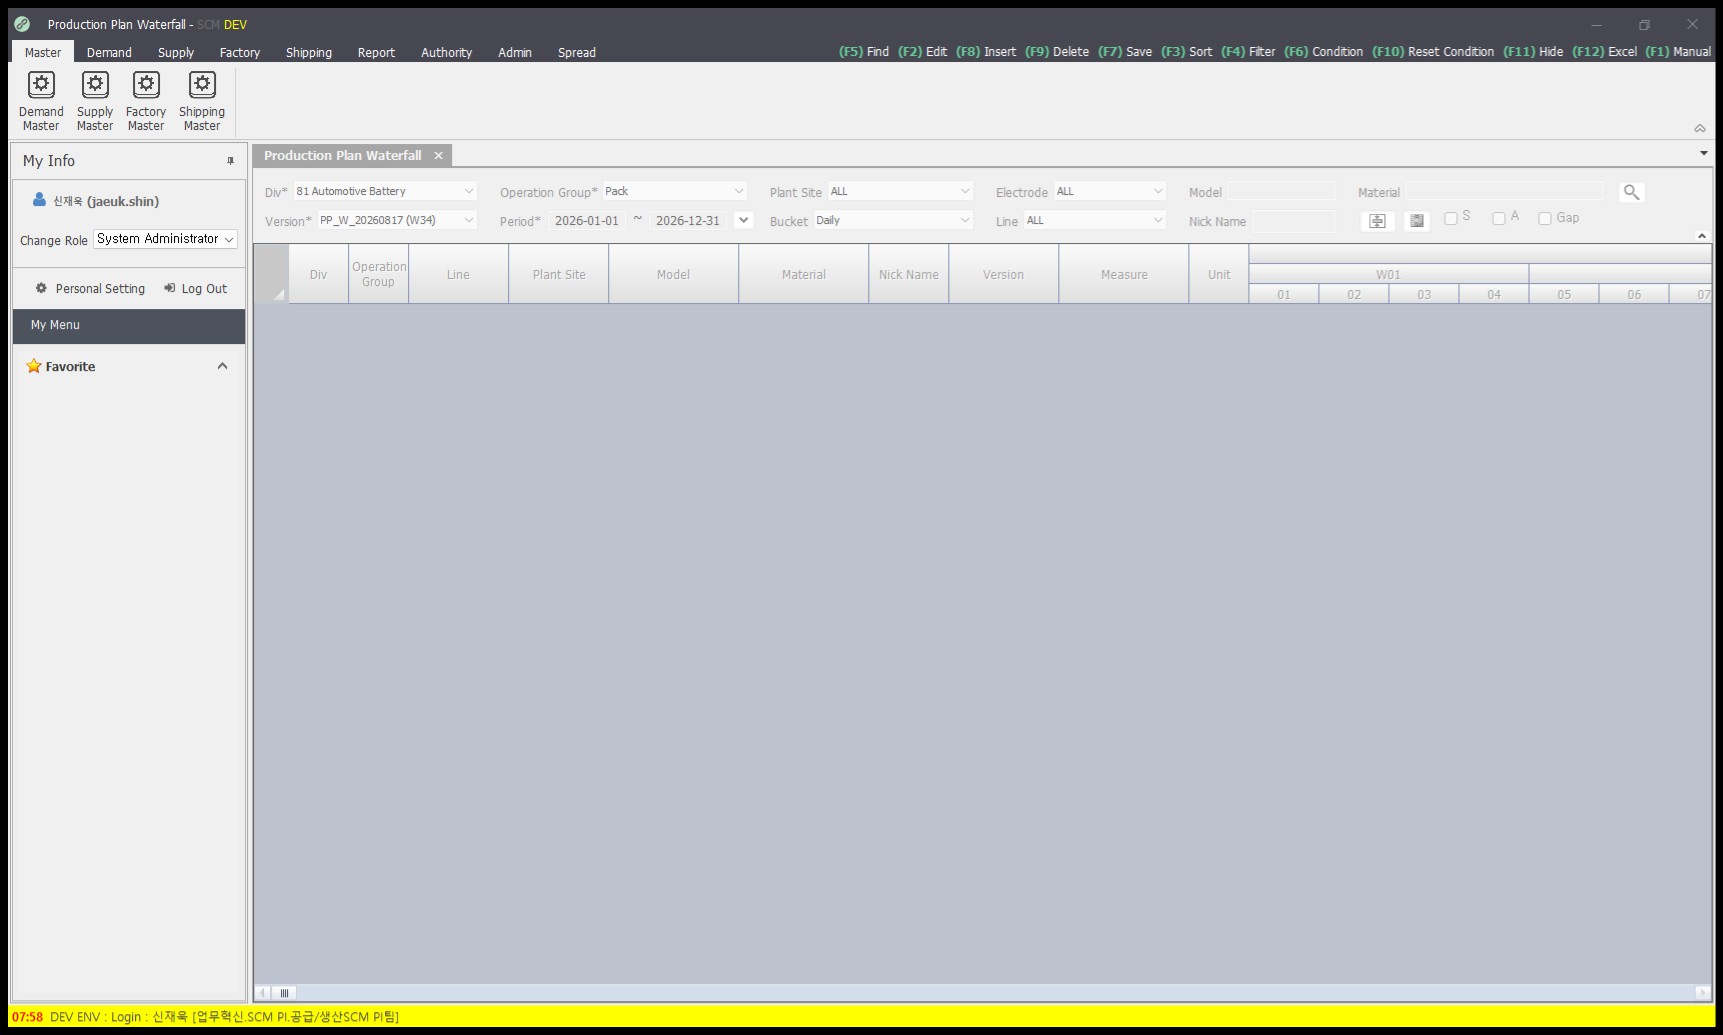 Production Plan Waterfall - SCM DEV
Master Demand Supply Factory Shipping Report Authority Admin Spread (F5) Find (F2) Edit (F8) Insert (F9) Delete (F7) Save (F3) Sort (F4) Filter (F6) Condition (F10) Reset Condition (F11) Hide (F12) Excel (F1) Manual
Demand Master
Supply Master
Factory Master
Shipping Master
My Info
신재욱 (jaeuk.shin)
Change Role System Administrator
Personal Setting Log Out
My Menu
Favorite
Production Plan Waterfall
Div* 81 Automotive Battery Operation Group* Pack Plant Site ALL Electrode ALL Model Material
Version* PP_W_20260817 (W34) Period* 2026-01-01 ~ 2026-12-31 Bucket Daily Line ALL Nick Name S A Gap
Div Operation Group Line Plant Site Model Material Nick Name Version Measure Unit
W01
01 02 03 04 05 06 07
07:58 DEV ENV : Login : 신재욱 [업무혁신.SCM PI.공급/생산SCM PI팀]